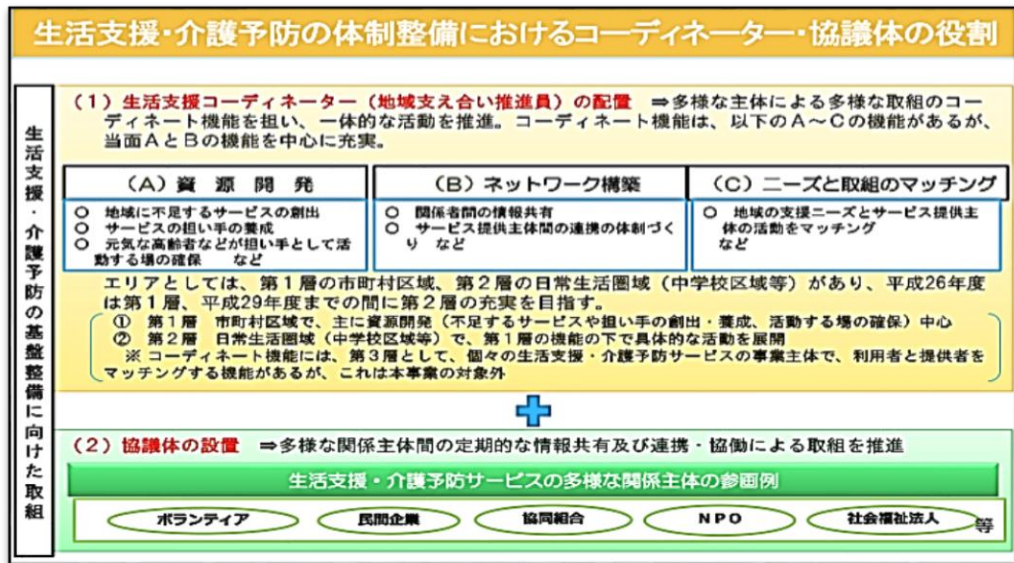 生活支援・介護予防の体制整備におけるコーディネーター・協議体の役割
生活支援・介護予防の基盤整備に向けた取組
（１）生活支援コーディネーター（地域支え合い推進員）の配置　⇒多様な主体による多様な取組のコー
ディネート機能を担い、一体的な活動を推進。コーディネート機能は、以下のA～Cの機能があるが、
当面AとBの機能を中心に充実。
（A）資　源　開　発
○　地域に不足するサービスの創出
○　サービスの担い手の養成
○　元気な高齢者などが担い手として活
動する場の確保　など
（B）ネットワーク構築
○　関係者間の情報共有
○　サービス提供主体間の連携の体制づく
り　など
（C）ニーズと取組のマッチング
○　地域の支援ニーズとサービス提供主
体の活動をマッチング
など
エリアとしては、第１層の市町村区域、第２層の日常生活圏域（中学校区域等）があり、平成26年度
は第１層、平成29年度までの間に第２層の充実を目指す。
①　第１層　市町村区域で、主に資源開発（不足するサービスや担い手の創出・養成、活動する場の確保）中心
②　第２層　日常生活圏域（中学校区域等）で、第１層の機能の下で具体的な活動を展開
※　コーディネート機能には、第３層として、個々の生活支援・介護予防サービスの事業主体で、利用者と提供者を
マッチングする機能があるが、これは本事業の対象外
（２）協議体の設置　⇒多様な関係主体間の定期的な情報共有及び連携・協働による取組を推進
生活支援・介護予防サービスの多様な関係主体の参画例
ボランティア　民間企業　協同組合　NPO　社会福祉法人　等